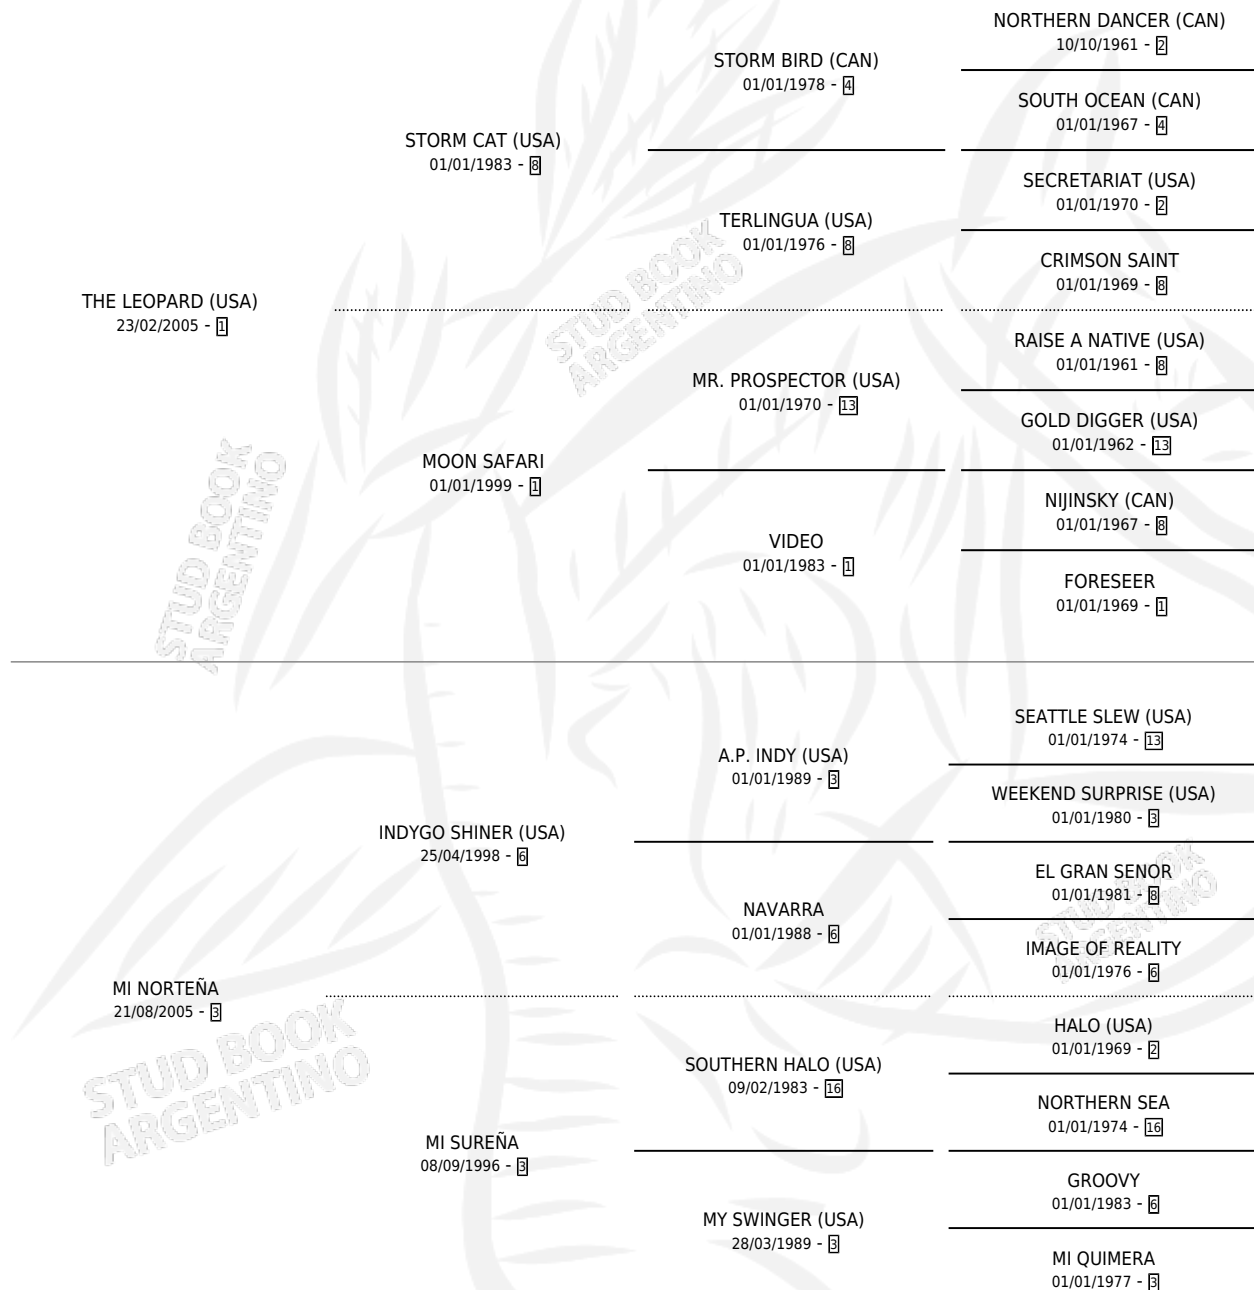 NORTHERN DANCER (CAN)
10/10/1961 - 2
STORM BIRD (CAN)
01/01/1978 - 4
SOUTH OCEAN (CAN)
01/01/1967 - 4
STORM CAT (USA)
01/01/1983 - 8
SECRETARIAT (USA)
01/01/1970 - 2
TERLINGUA (USA)
01/01/1976 - 8
CRIMSON SAINT
01/01/1969 - 8
THE LEOPARD (USA)
23/02/2005 - 1
STUD BOOK
ARGENTINO
RAISE A NATIVE (USA)
01/01/1961 - 8
MR. PROSPECTOR (USA)
01/01/1970 - 13
GOLD DIGGER (USA)
01/01/1962 - 13
MOON SAFARI
01/01/1999 - 1
NIJINSKY (CAN)
01/01/1967 - 8
VIDEO
01/01/1983 - 1
FORESEER
01/01/1969 - 1
STUD BOOK
ARGENTINO
SEATTLE SLEW (USA)
01/01/1974 - 13
A.P. INDY (USA)
01/01/1989 - 3
WEEKEND SURPRISE (USA)
01/01/1980 - 3
INDYGO SHINER (USA)
25/04/1998 - 6
EL GRAN SENOR
01/01/1981 - 8
NAVARRA
01/01/1988 - 6
IMAGE OF REALITY
01/01/1976 - 6
STUD BOOK
ARGENTINO
MI NORTEÑA
21/08/2005 - 3
HALO (USA)
01/01/1969 - 2
SOUTHERN HALO (USA)
09/02/1983 - 16
NORTHERN SEA
01/01/1974 - 16
STUD BOOK
ARGENTINO
MI SUREÑA
08/09/1996 - 3
GROOVY
01/01/1983 - 6
MY SWINGER (USA)
28/03/1989 - 3
MI QUIMERA
01/01/1977 - 3